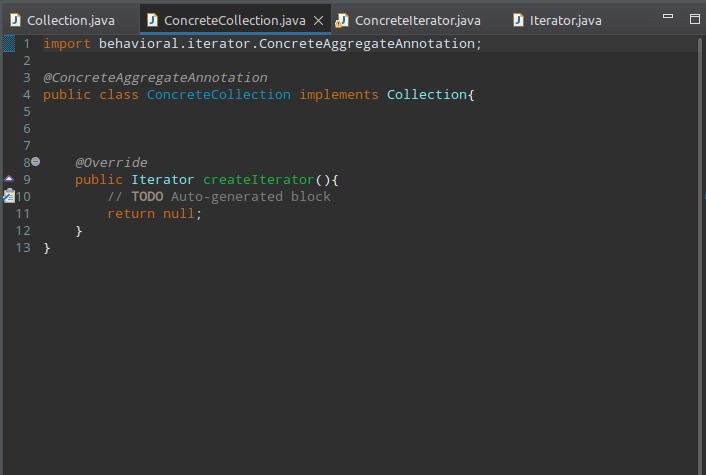 Collection.java ConcreteCollection.java ConcreteIterator.java Iterator.java
1 import behavioral.iterator.ConcreteAggregateAnnotation;
2
3 @ConcreteAggregateAnnotation
4 public class ConcreteCollection implements Collection{
5
6
7
8 @Override
9 public Iterator createIterator(){
10 // TODO Auto-generated block
11 return null;
12 }
13 }